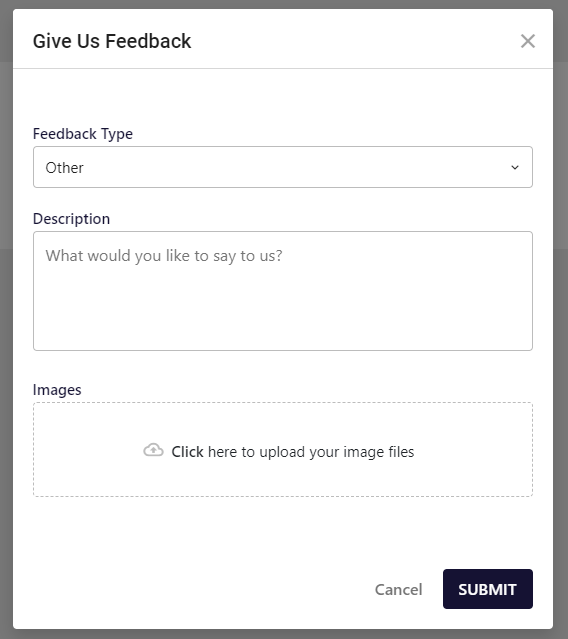 Give Us Feedback
Feedback Type
Other
Description
What would you like to say to us?
Images
Click here to upload your image files
Cancel
SUBMIT